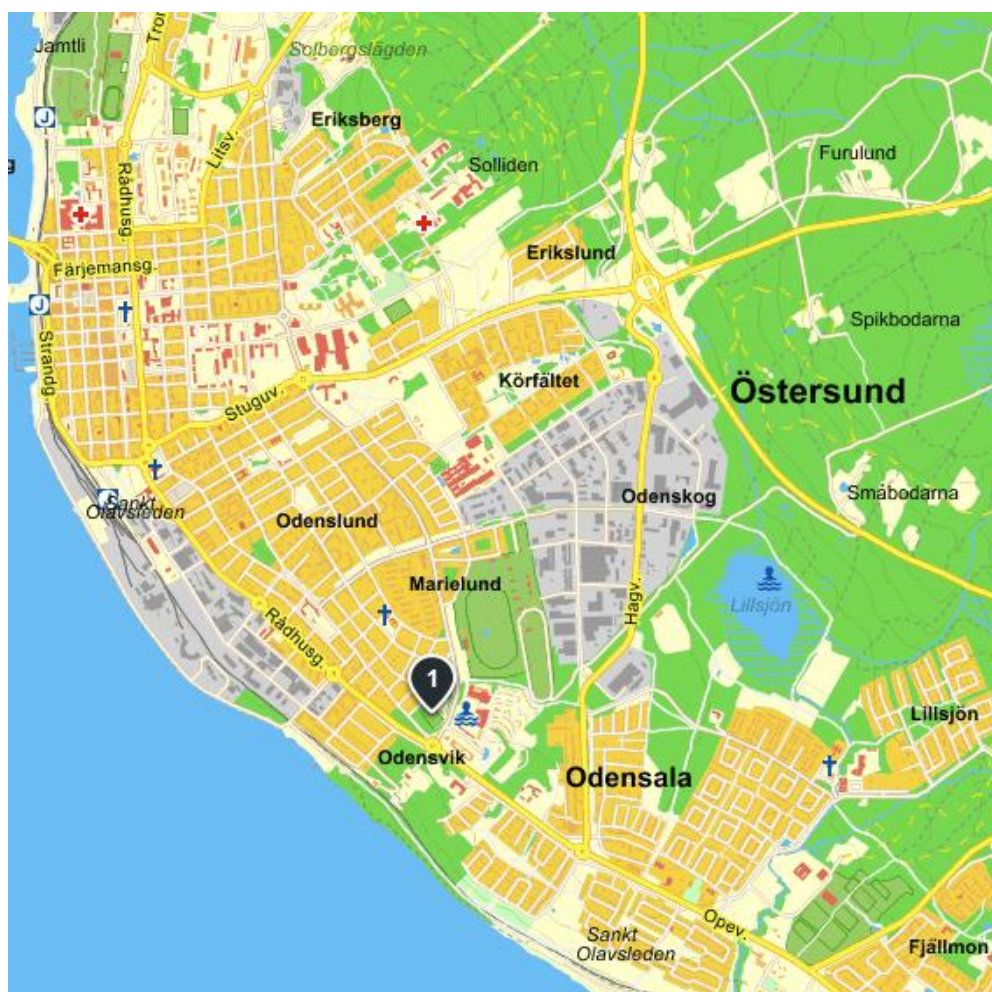 Jamtli
Solbergslägden
Litsv.
Eriksberg
Solliden
Furulund
Rådhusg.
Färjemansg.
Erikslund
J
J
Strandg.
Stuguv.
Körfältet
Spikbodarna
Östersund
Sankt
Olavsleden
Odenslund
Odenskog
Småbodarna
Marielund
Lillsjön
Hagv.
Rådhusg.
1
Odensvik
Odensala
Lillsjön
Opev.
Sankt
Olavsleden
Fjällmon